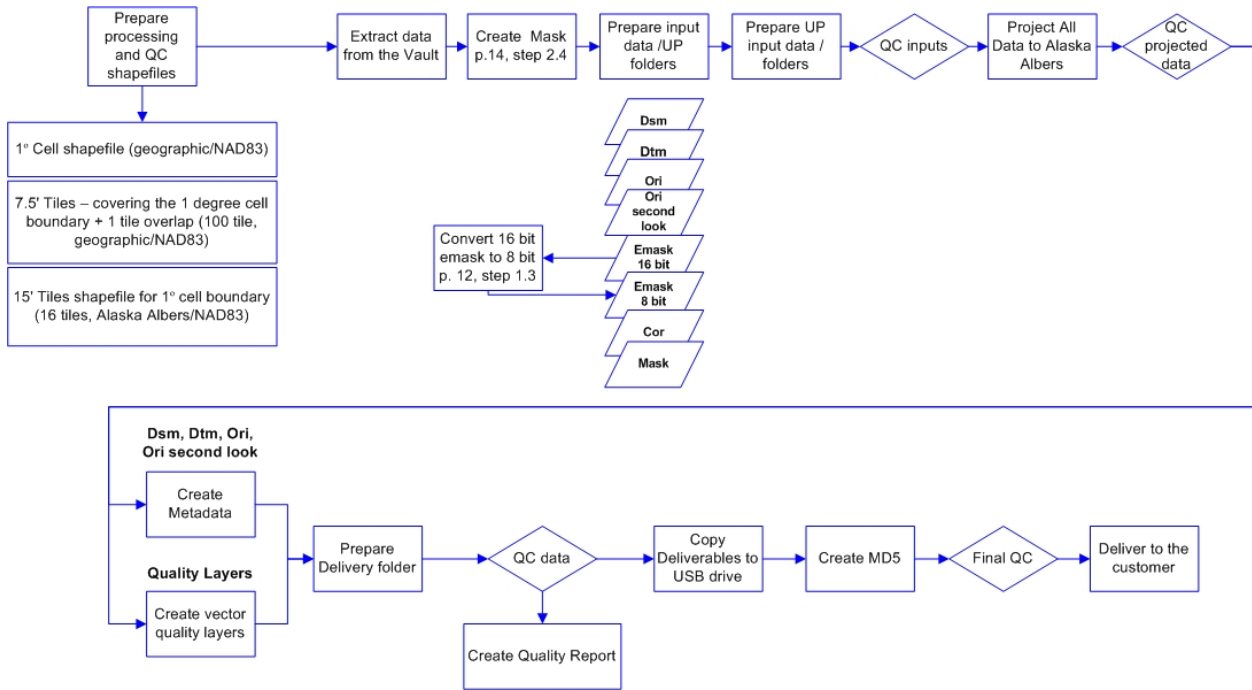 Prepare
processing
and QC
shapefiles
Extract data
from the Vault
Create Mask
p.14, step 2.4
Prepare input
data /UP
folders
Prepare UP
input data /
folders
QC inputs
Project All
Data to Alaska
Albers
QC
projected
data
1º Cell shapefile (geographic/NAD83)
7.5' Tiles – covering the 1 degree cell
boundary + 1 tile overlap (100 tile,
geographic/NAD83)
15' Tiles shapefile for 1º cell boundary
(16 tiles, Alaska Albers/NAD83)
Dsm
Dtm
Ori
Ori
second
look
Emask
16 bit
Emask
8 bit
Cor
Mask
Convert 16 bit
emask to 8 bit
p. 12, step 1.3
Dsm, Dtm, Ori,
Ori second look
Create
Metadata
Quality Layers
Create vector
quality layers
Prepare
Delivery folder
QC data
Create Quality Report
Copy
Deliverables to
USB drive
Create MD5
Final QC
Deliver to the
customer